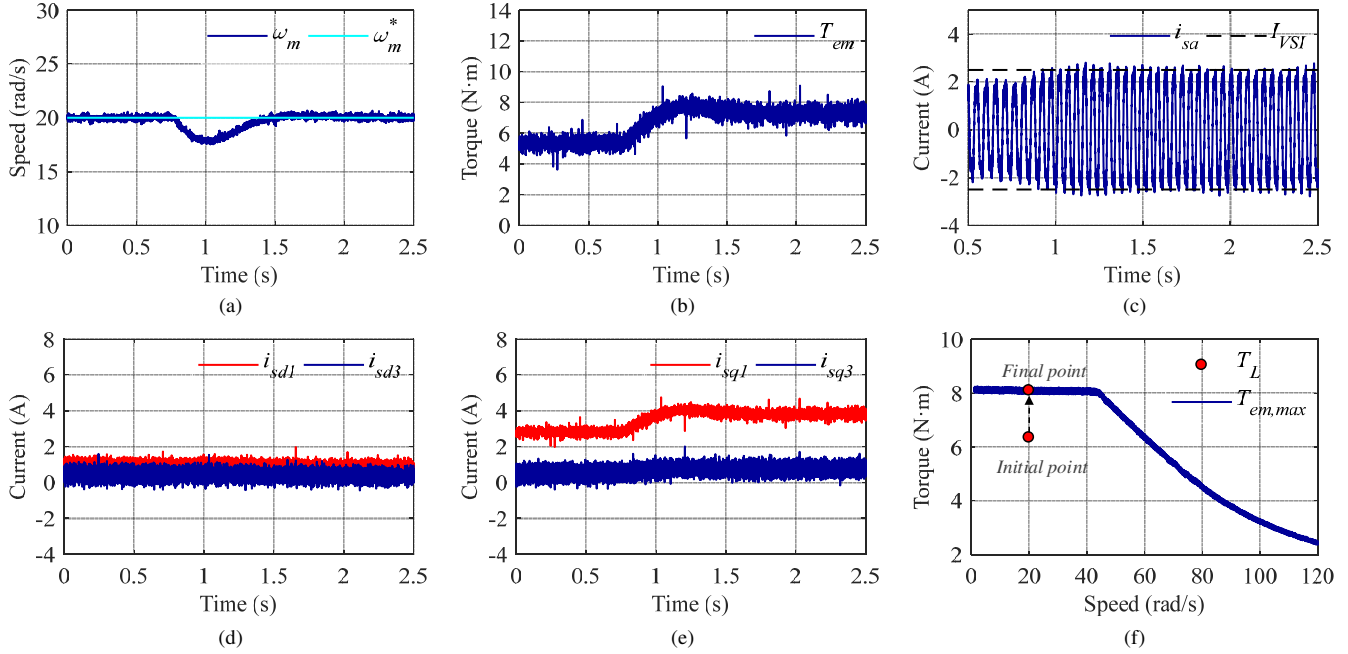 30
25
20
15
10
Speed (rad/s)
ω_m ω_m^*
0 0.5 1 1.5 2 2.5
Time (s)
(a)
14
12
10
8
6
4
2
0
Torque (N·m)
T_em
0 0.5 1 1.5 2 2.5
Time (s)
(b)
4
2
0
-2
-4
Current (A)
i_sa I_VSI
0.5 1 1.5 2 2.5
Time (s)
(c)
8
6
4
2
0
-2
-4
Current (A)
i_sd1 i_sd3
0 0.5 1 1.5 2 2.5
Time (s)
(d)
8
6
4
2
0
-2
-4
Current (A)
i_sq1 i_sq3
0 0.5 1 1.5 2 2.5
Time (s)
(e)
10
8
6
4
2
Torque (N·m)
Final point
T_L
T_em,max
Initial point
0 20 40 60 80 100 120
Speed (rad/s)
(f)